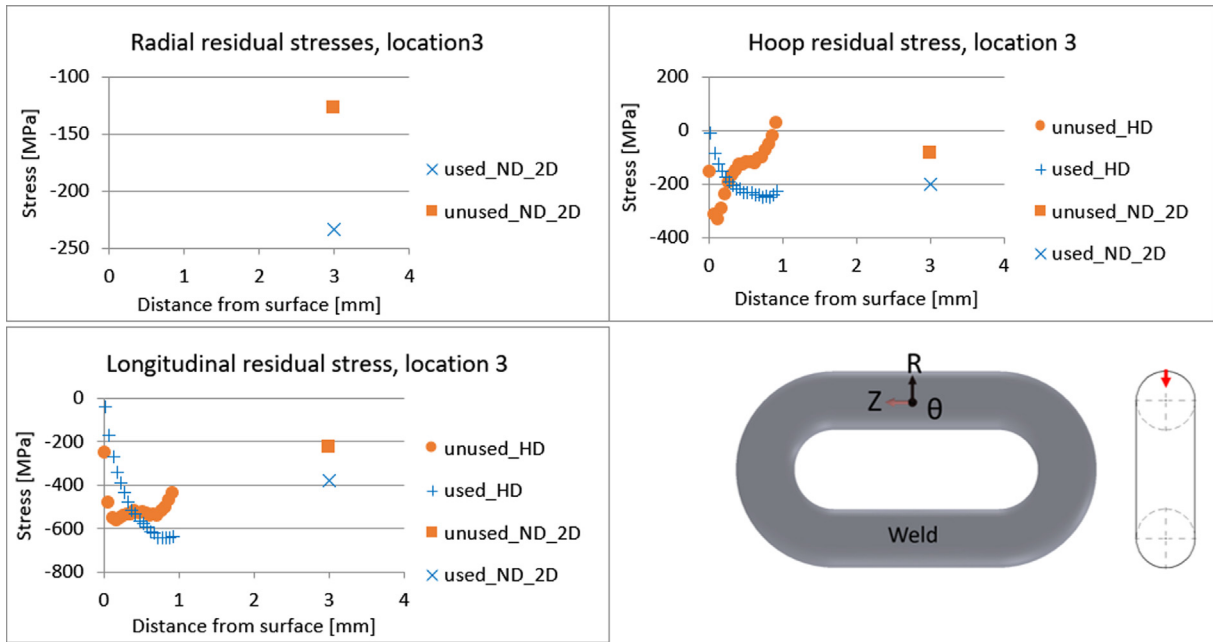 Radial residual stresses, location3
-100
-150
-200
-250
Stress [MPa]
0 1 2 3 4
Distance from surface [mm]
used_ND_2D
unused_ND_2D
Hoop residual stress, location 3
200
0
-200
-400
Stress [MPa]
0 1 2 3 4
Distance from surface [mm]
unused_HD
used_HD
unused_ND_2D
used_ND_2D
Longitudinal residual stress, location 3
0
-200
-400
-600
-800
Stress [MPa]
0 1 2 3 4
Distance from surface [mm]
unused_HD
used_HD
unused_ND_2D
used_ND_2D
R
Z θ
Weld